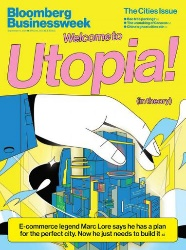 Bloomberg
Businessweek
The Cities Issue
Welcome to
Utopia!
(in theory)
E-commerce legend Marc Lore says he has a plan
for the perfect city. Now he just needs to build it